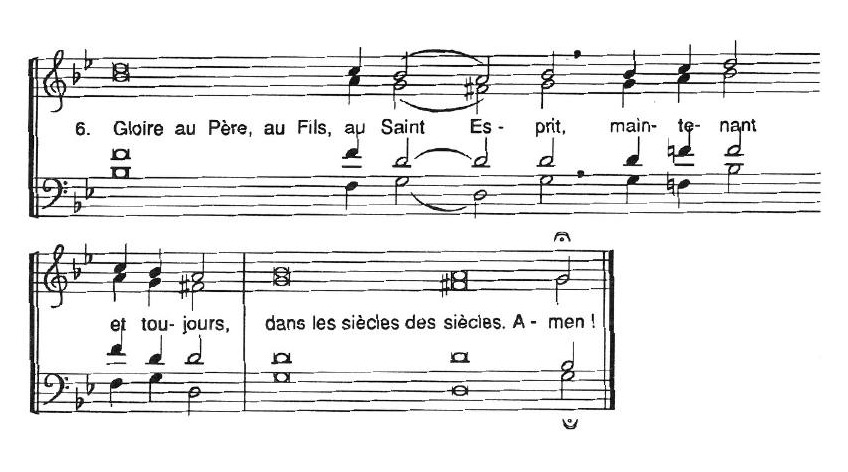 6. Gloire au Père, au Fils, au Saint Es - prit, main- te- nant
et tou- jours, dans les siècles des siècles. A - men !